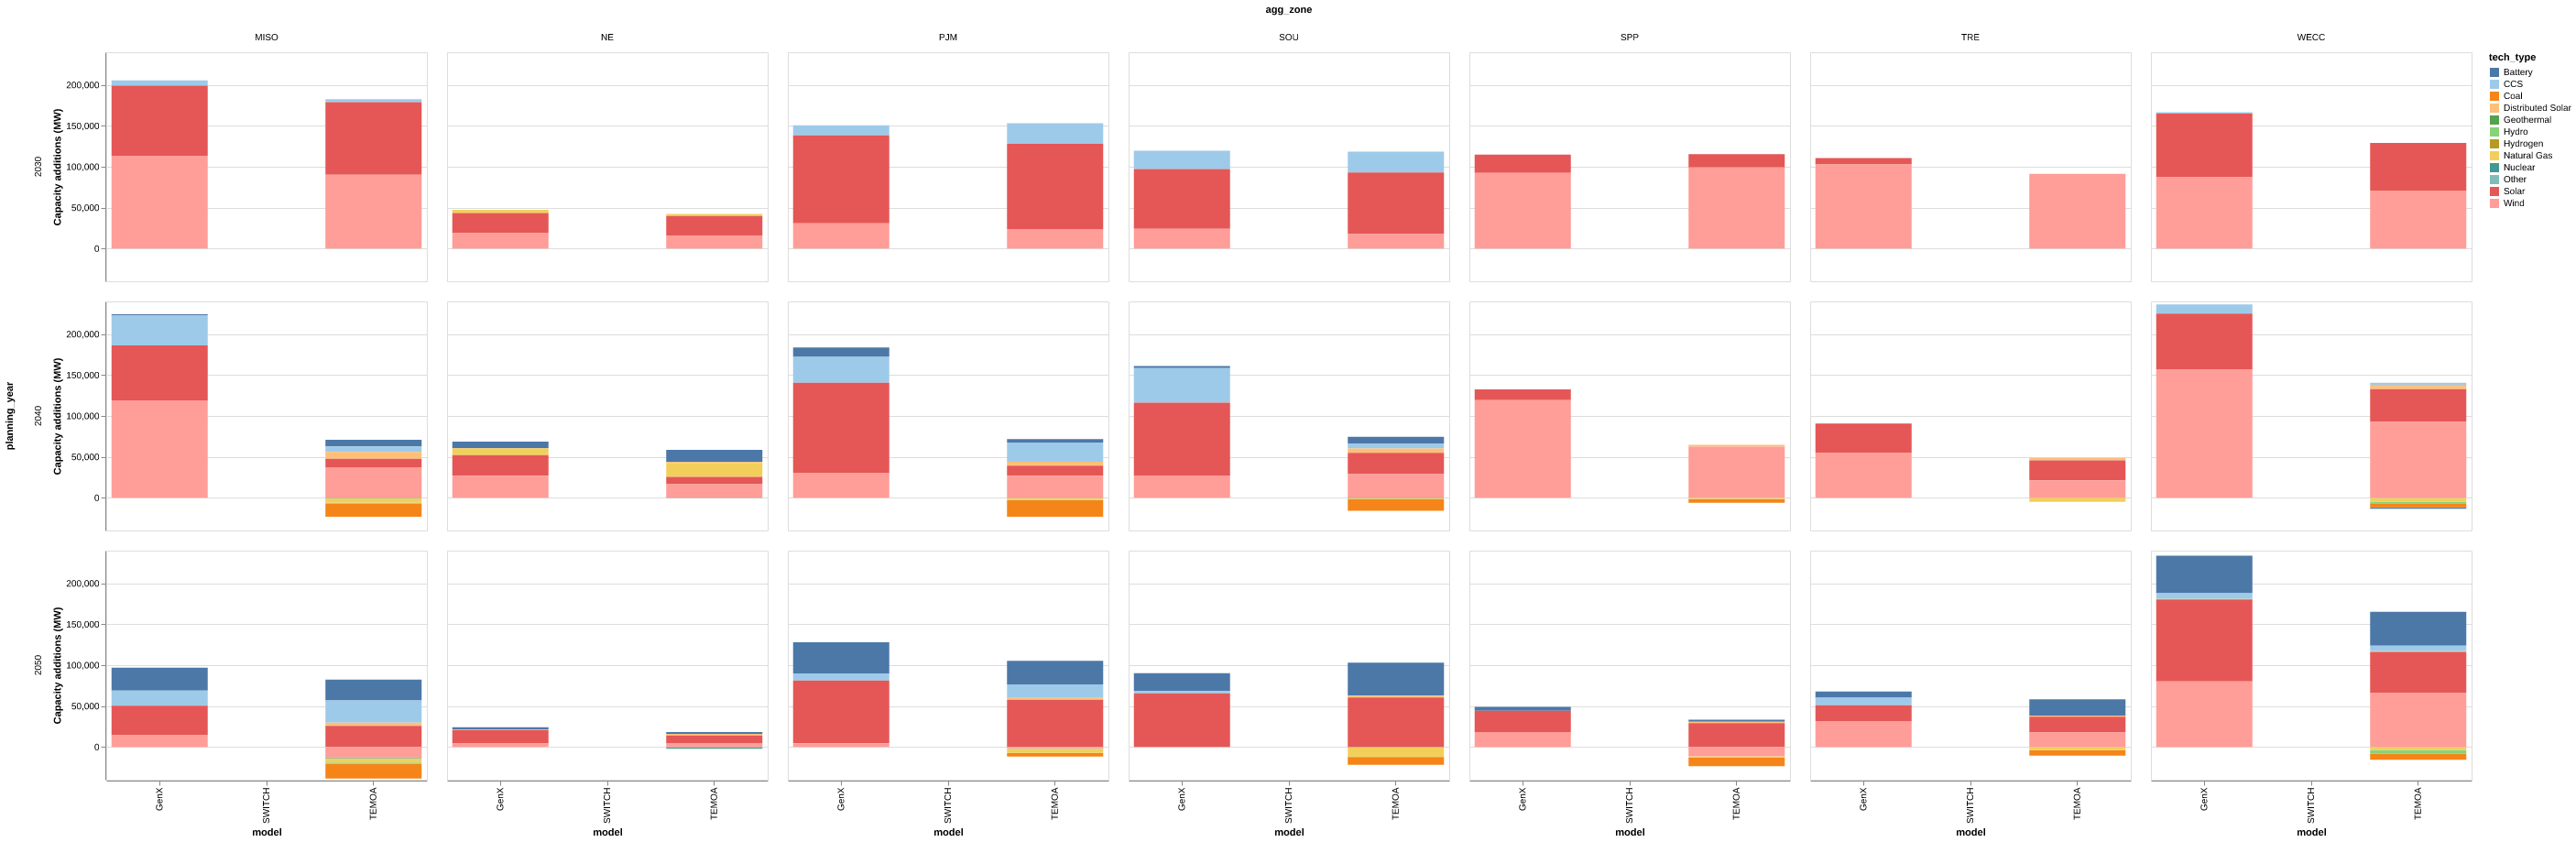 agg_zone
MISO NE PJM SOU SPP TRE WECC
tech_type
Battery
CCS
Coal
Distributed Solar
Geothermal
Hydro
Hydrogen
Natural Gas
Nuclear
Other
Solar
Wind
planning_year
2030
Capacity additions (MW)
200,000
150,000
100,000
50,000
0
2040
Capacity additions (MW)
200,000
150,000
100,000
50,000
0
2050
Capacity additions (MW)
200,000
150,000
100,000
50,000
0
GenX SWITCH TEMOA GenX SWITCH TEMOA GenX SWITCH TEMOA GenX SWITCH TEMOA GenX SWITCH TEMOA GenX SWITCH TEMOA GenX SWITCH TEMOA
model model model model model model model